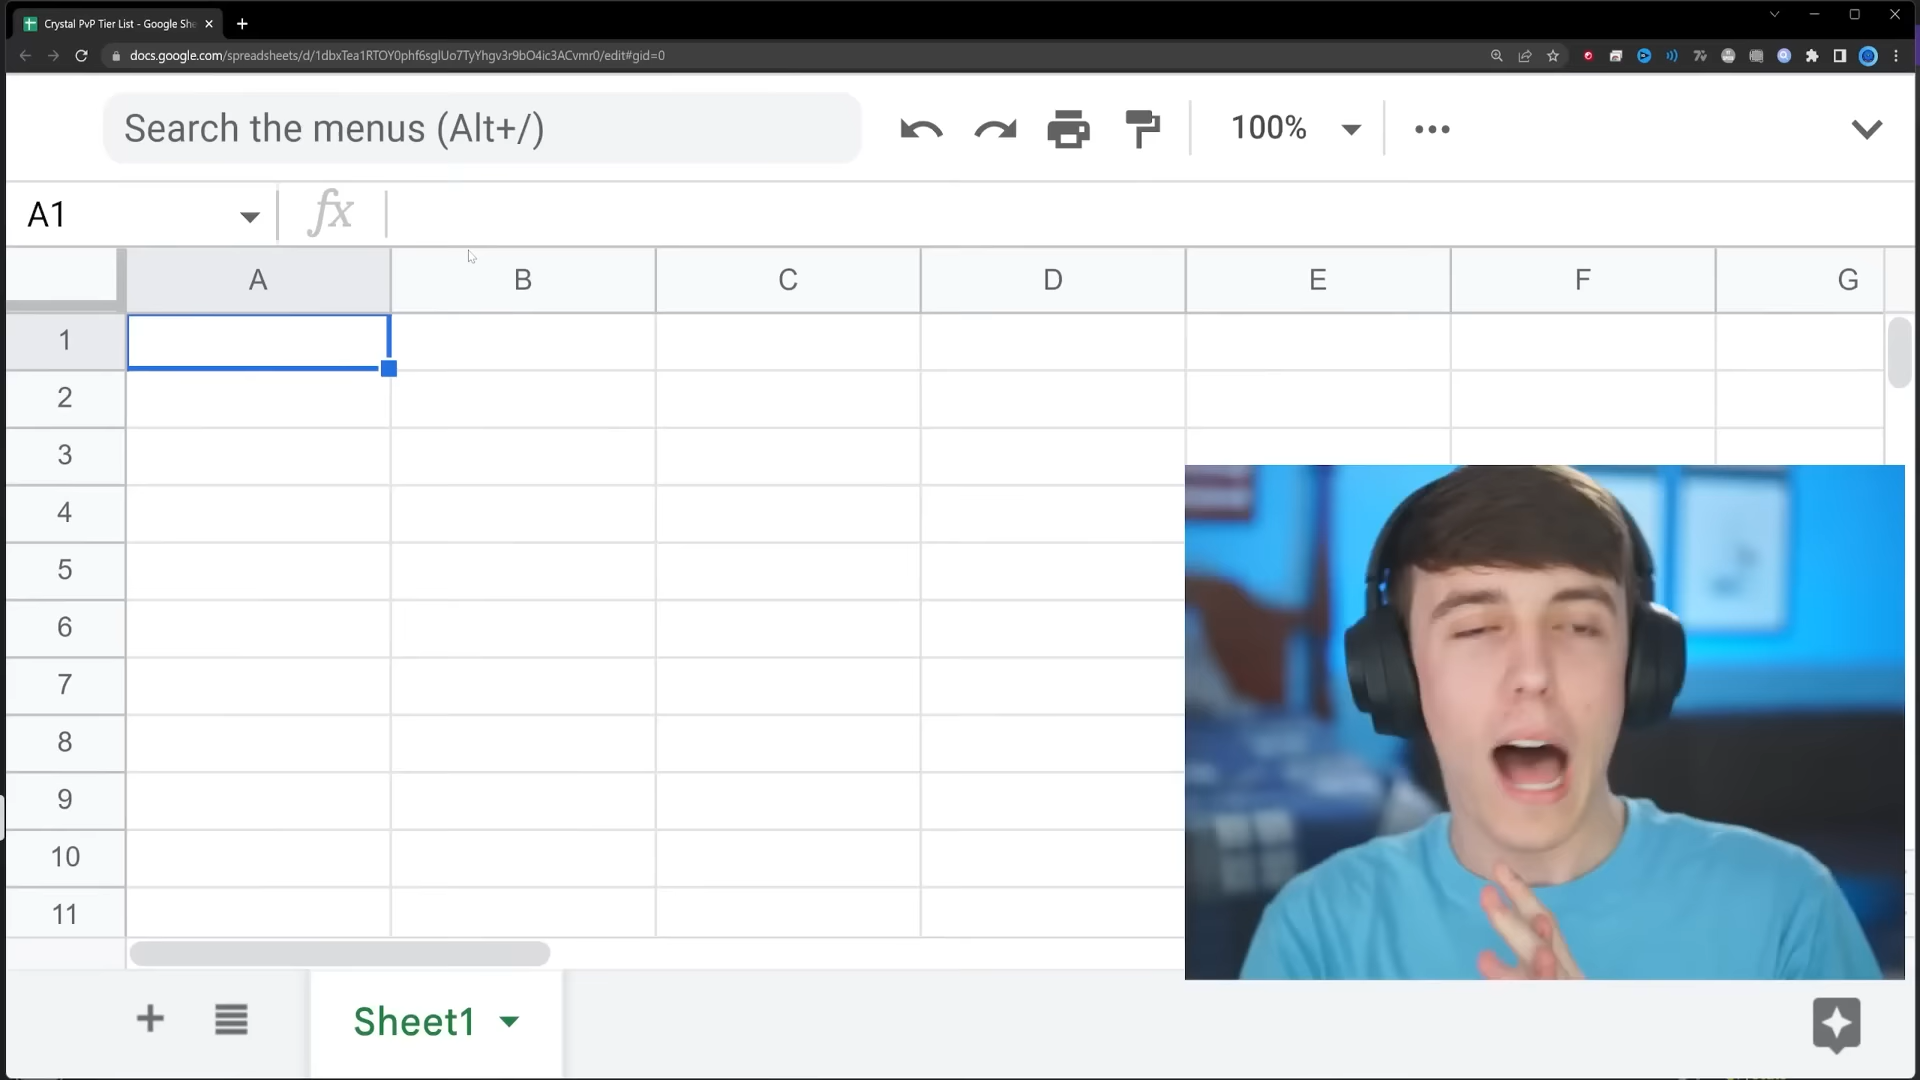 Crystal PvP Tier List - Google She
docs.google.com/spreadsheets/d/1dbxTea1RTOY0phf6sglUo7TyYhgv3r9bO4ic3ACvmr0/edit#gid=0
Search the menus (Alt+/)
100%
A1
fx
A B C D E F G
1
2
3
4
5
6
7
8
9
10
11
Sheet1